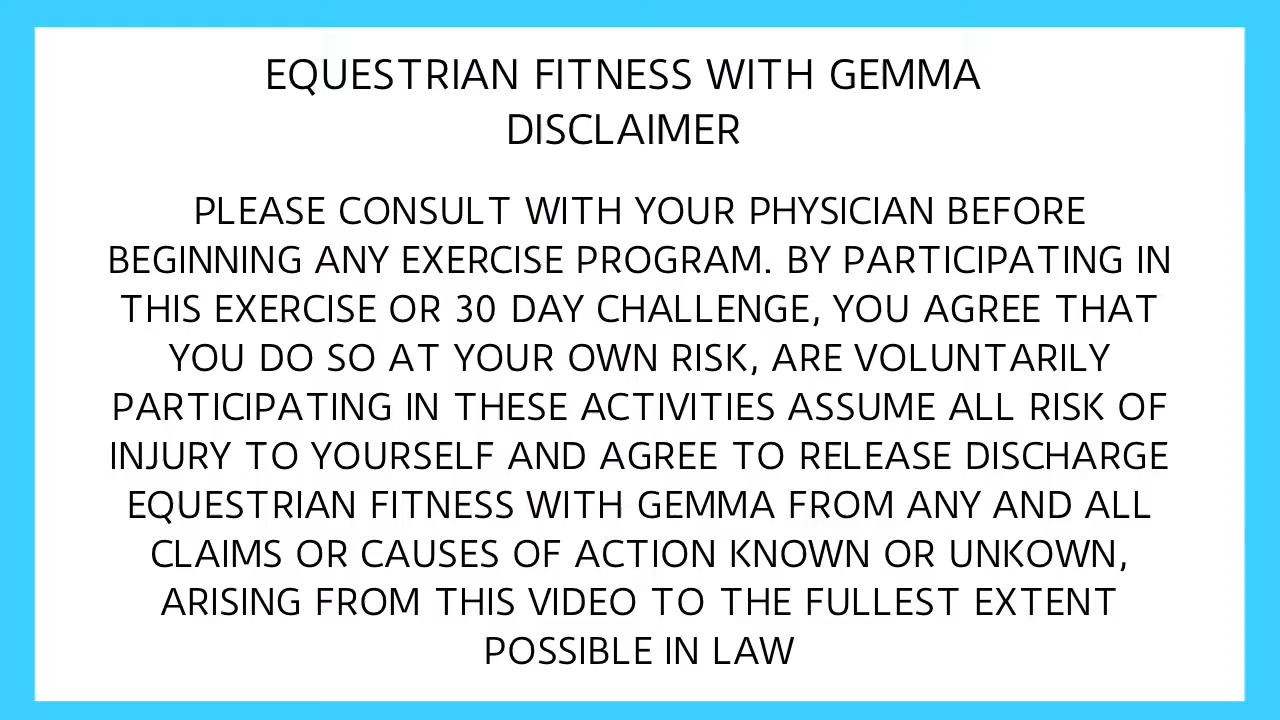 EQUESTRIAN FITNESS WITH GEMMA
DISCLAIMER
PLEASE CONSULT WITH YOUR PHYSICIAN BEFORE
BEGINNING ANY EXERCISE PROGRAM. BY PARTICIPATING IN
THIS EXERCISE OR 30 DAY CHALLENGE, YOU AGREE THAT
YOU DO SO AT YOUR OWN RISK, ARE VOLUNTARILY
PARTICIPATING IN THESE ACTIVITIES ASSUME ALL RISK OF
INJURY TO YOURSELF AND AGREE TO RELEASE DISCHARGE
EQUESTRIAN FITNESS WITH GEMMA FROM ANY AND ALL
CLAIMS OR CAUSES OF ACTION KNOWN OR UNKOWN,
ARISING FROM THIS VIDEO TO THE FULLEST EXTENT
POSSIBLE IN LAW